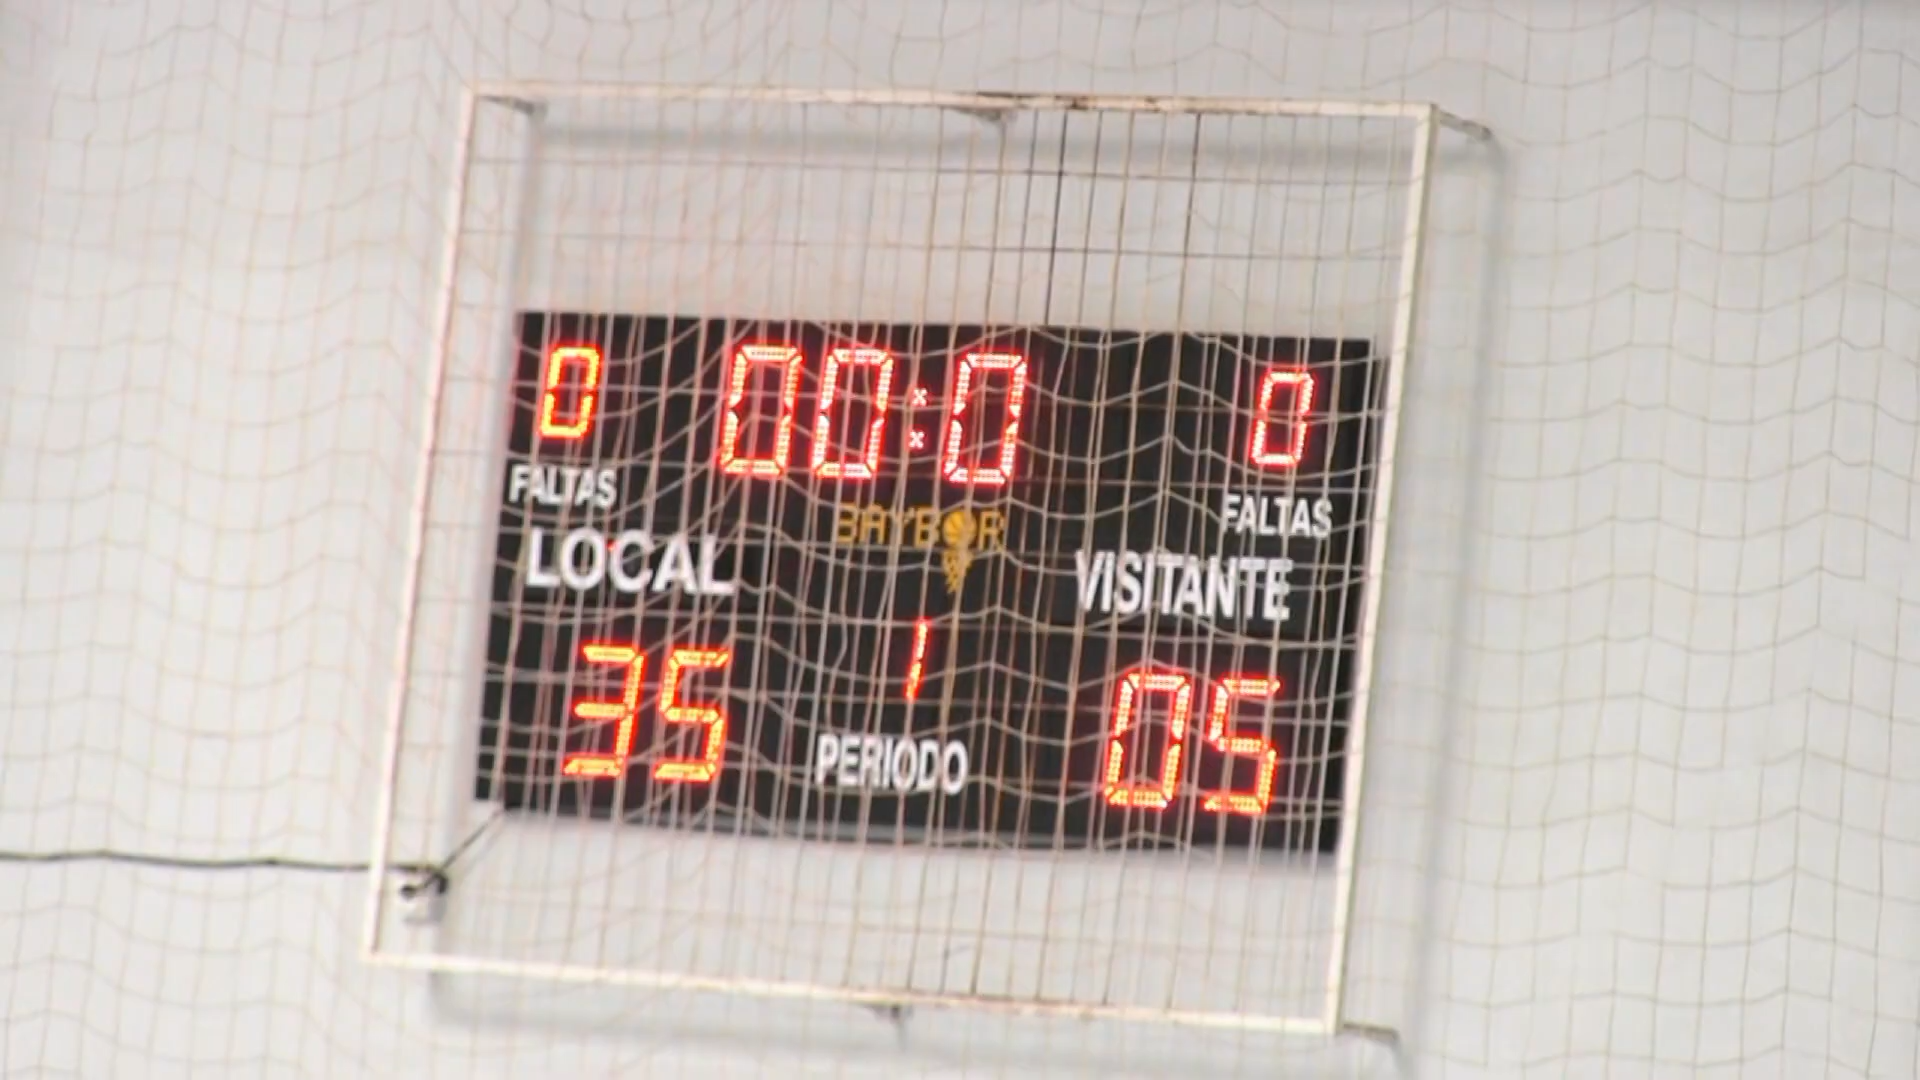 0 00:0 0
FALTAS FALTAS
BAYBOR
LOCAL VISITANTE
1
35 05
PERIODO